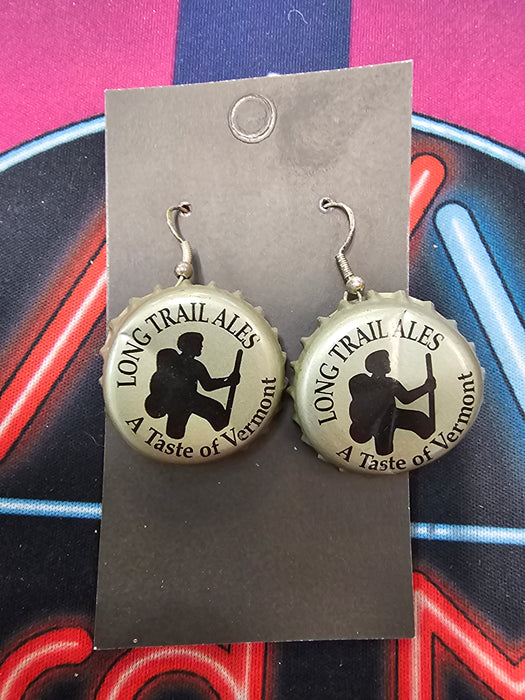 LONG TRAIL ALES
A Taste of Vermont
LONG TRAIL ALES
A Taste of Vermont